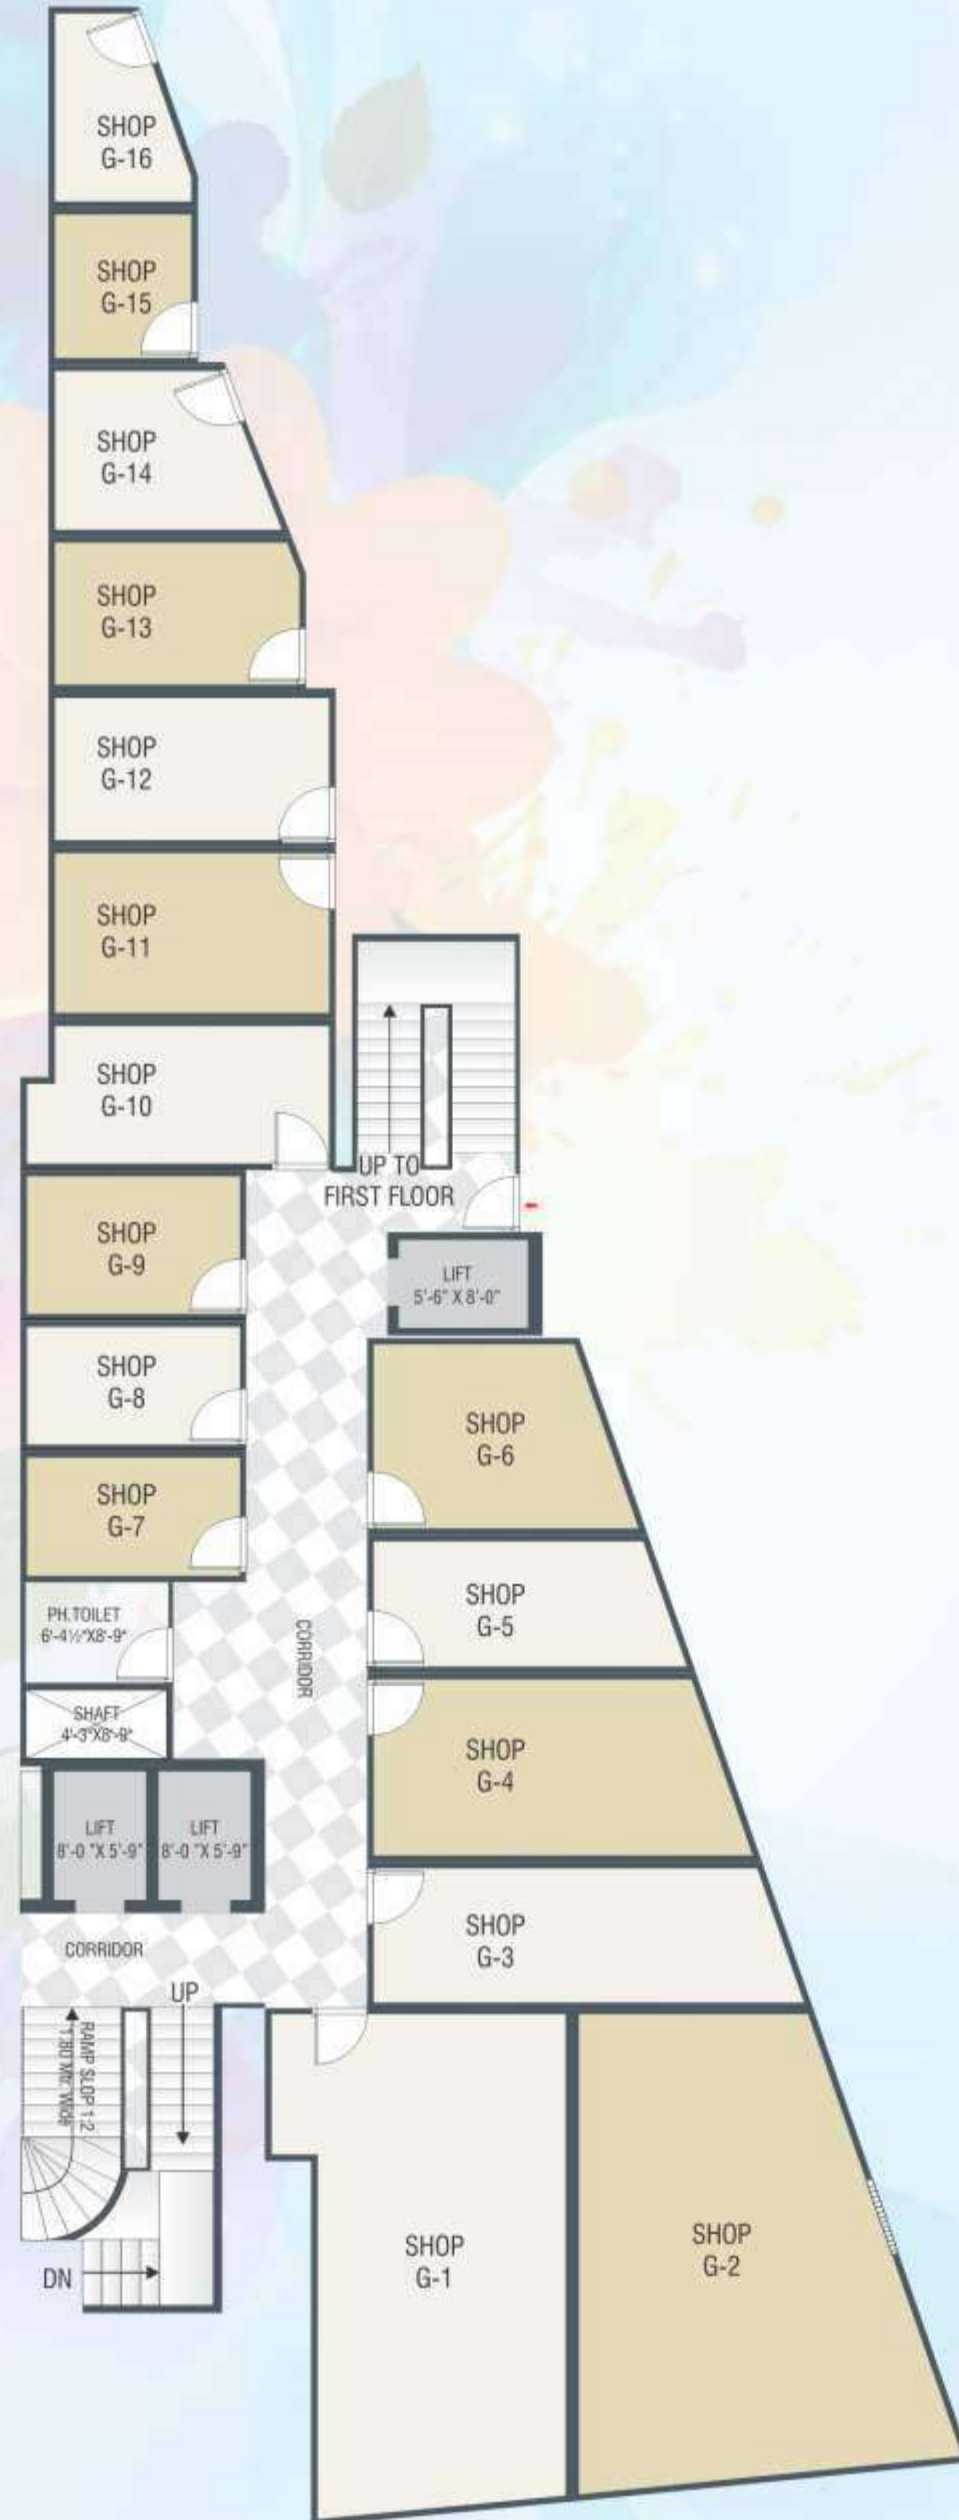 SHOP
G-16
SHOP
G-15
SHOP
G-14
SHOP
G-13
SHOP
G-12
SHOP
G-11
SHOP
G-10
UP TO
FIRST FLOOR
SHOP
G-9
LIFT
5'-6" X 8'-0"
SHOP
G-8
SHOP
G-6
SHOP
G-7
SHOP
G-5
PH.TOILET
6'-4½"X8'-9"
CORRIDOR
SHAFT
4'-3"X8'-9"
SHOP
G-4
LIFT
8'-0 "X 5'-9"
LIFT
8'-0 "X 5'-9"
SHOP
G-3
CORRIDOR
UP
RAMP SLOP 1:2
1.80 Mtr. Wide
DN
SHOP
G-1
SHOP
G-2